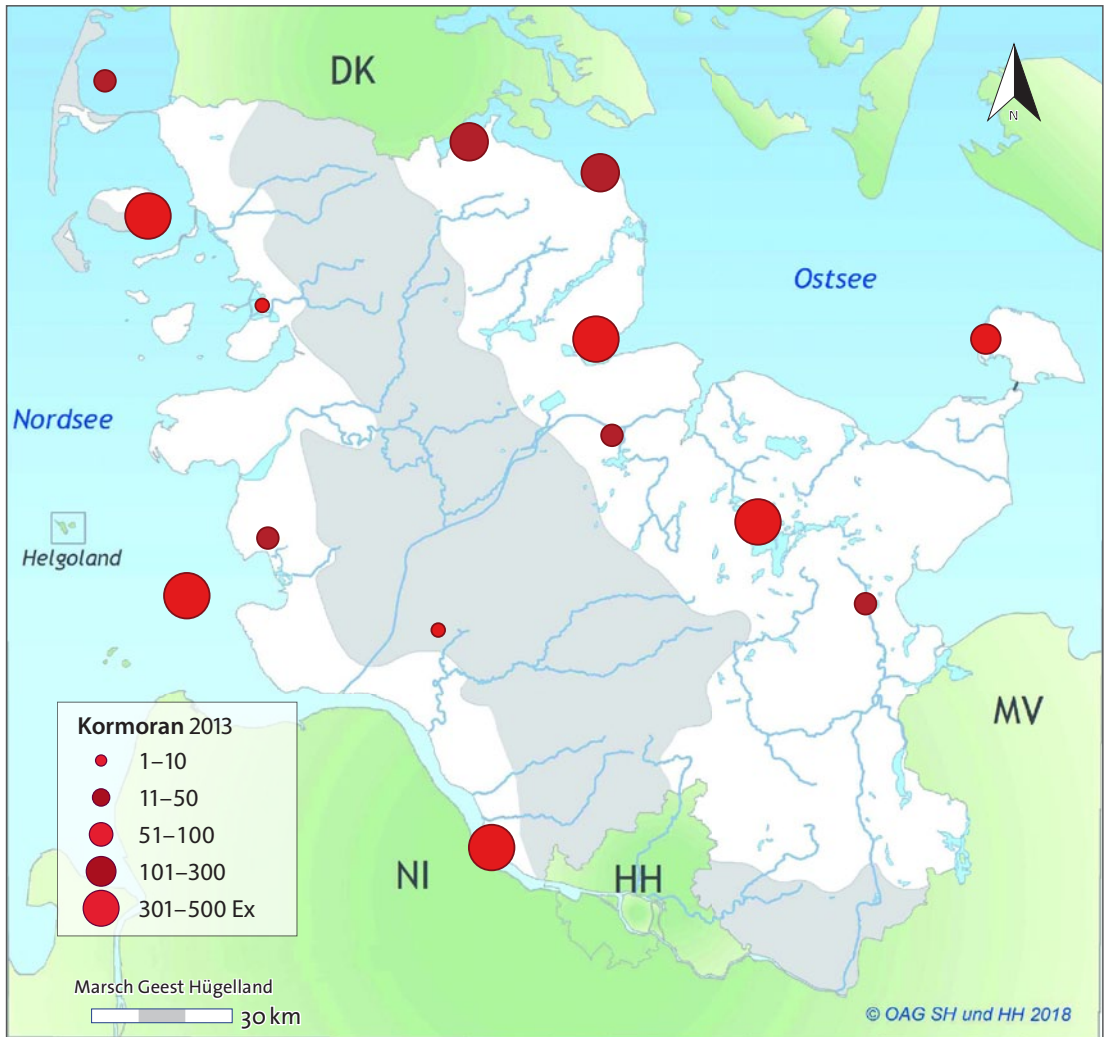 DK
N
Ostsee
Nordsee
Helgoland
MV
Kormoran 2013
1–10
11–50
51–100
101–300
301–500 Ex
NI
HH
Marsch Geest Hügelland
30 km
© OAG SH und HH 2018